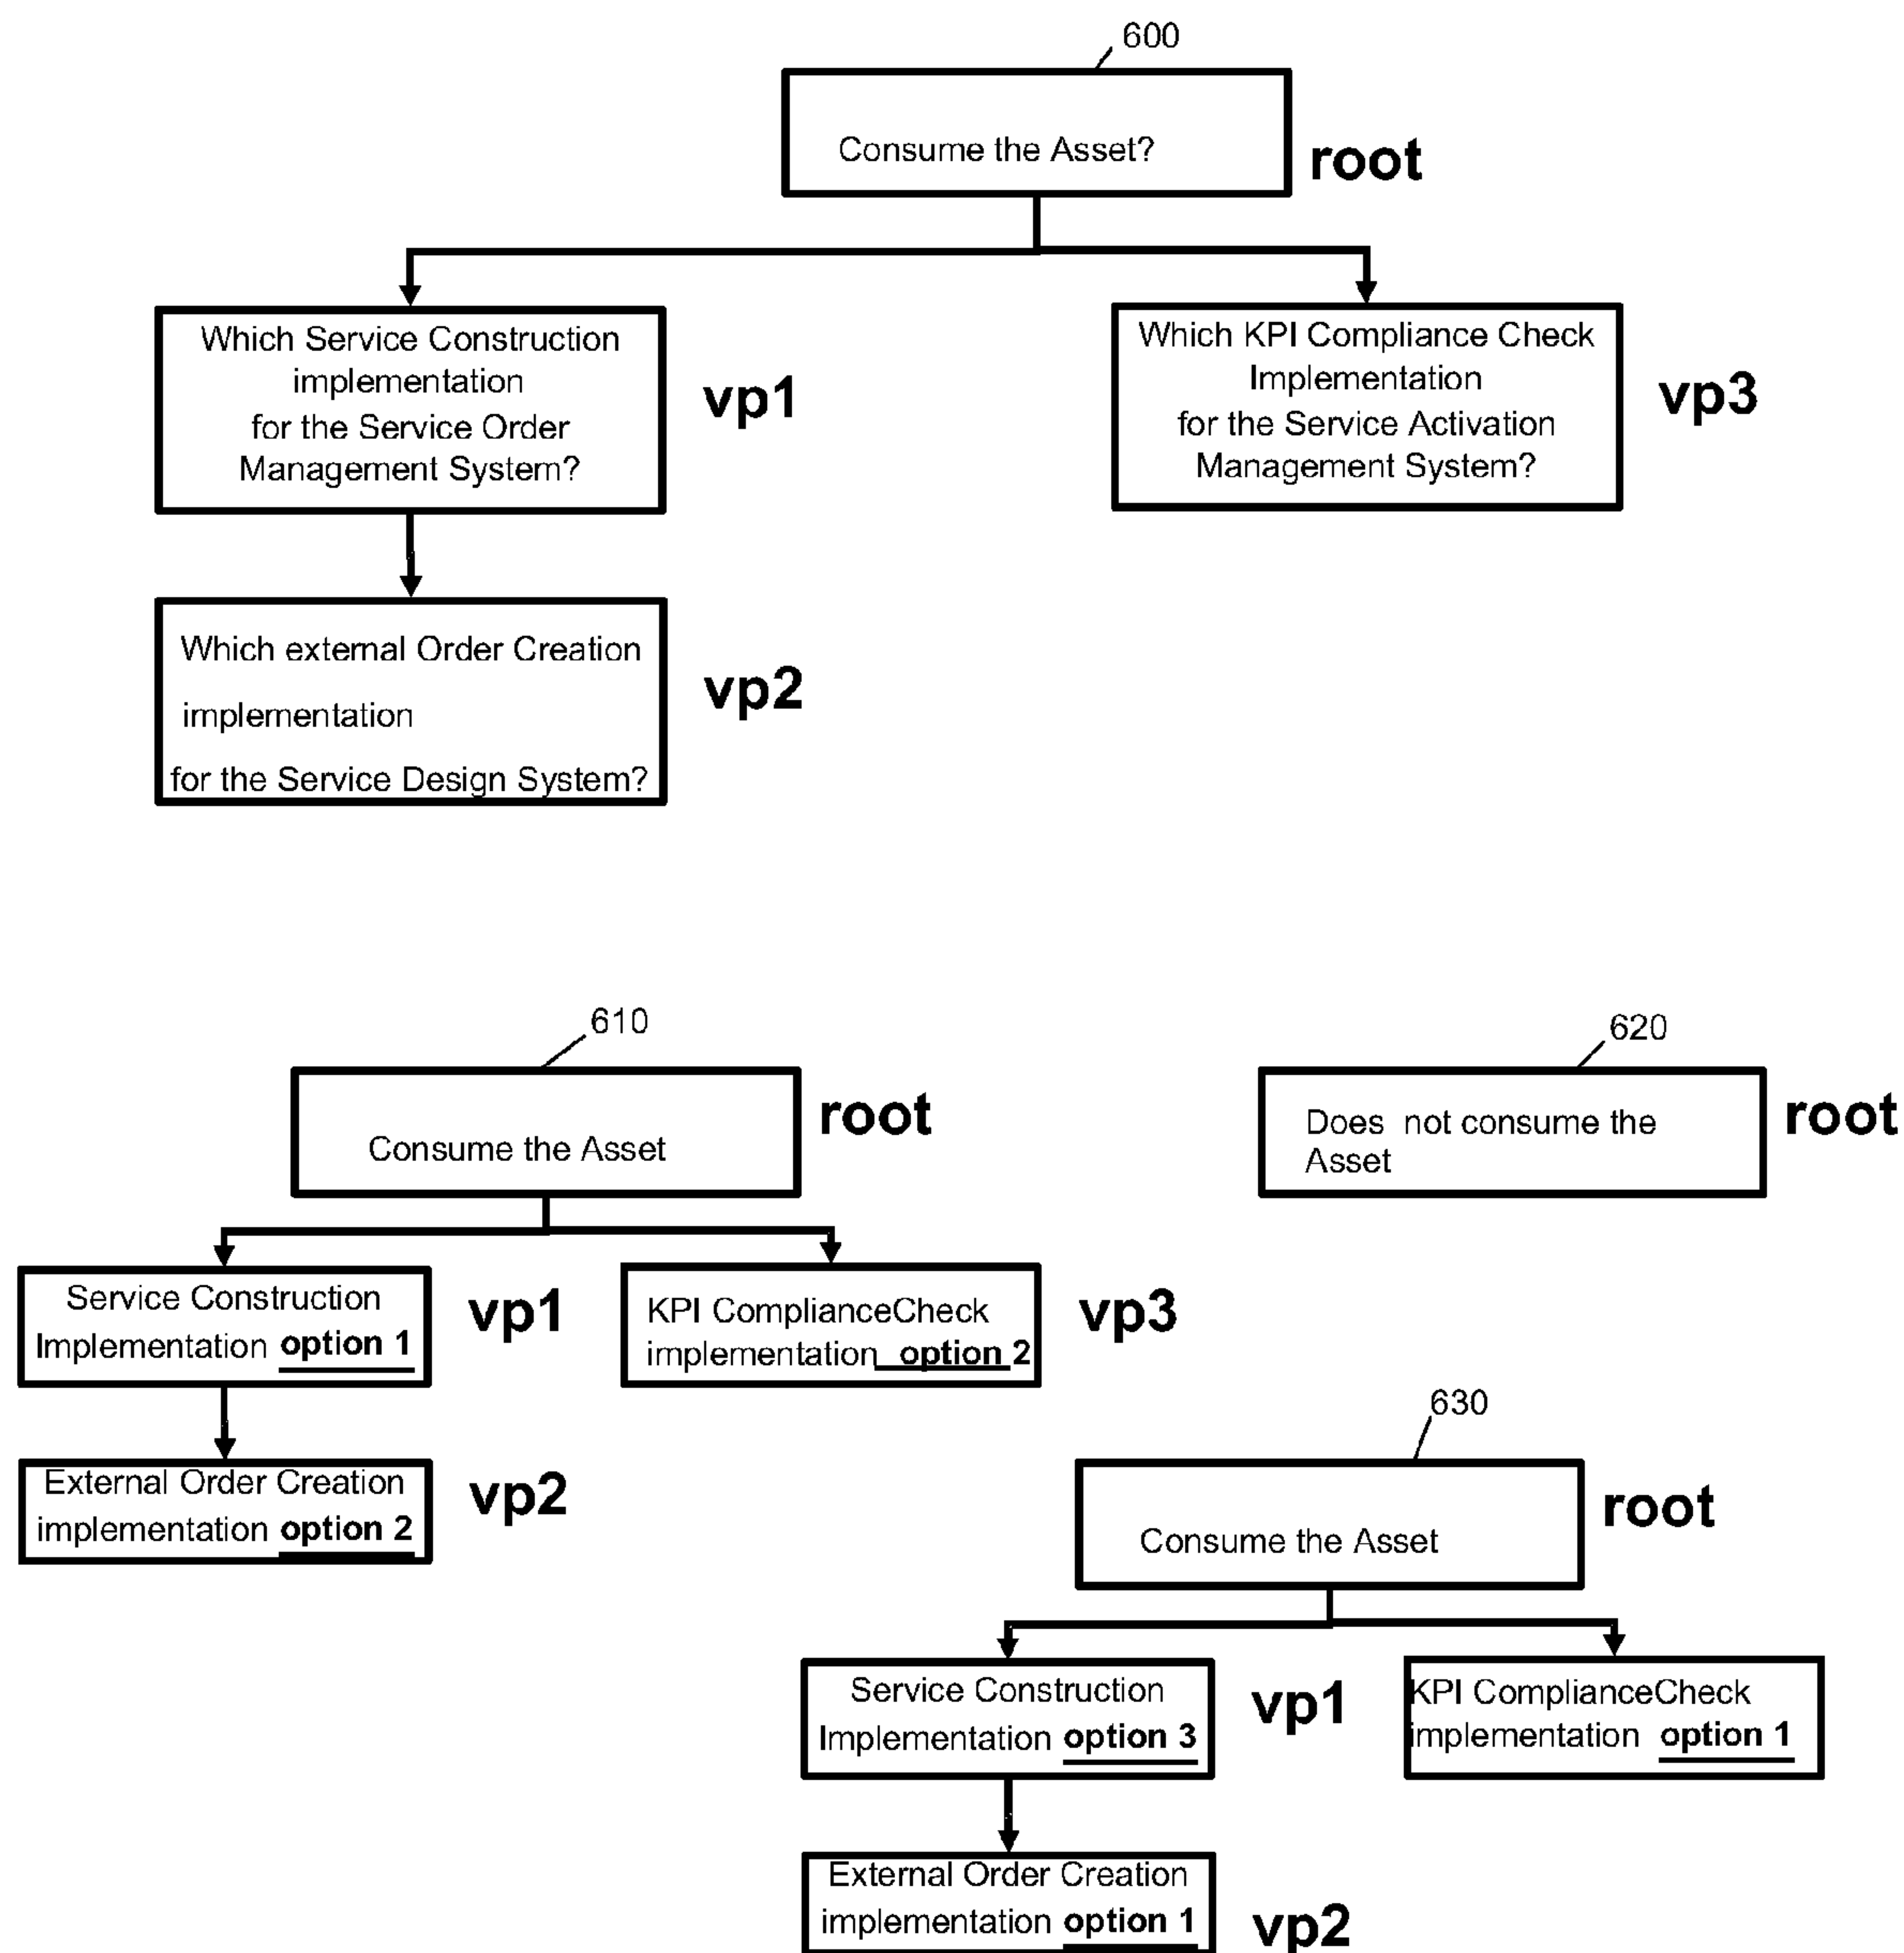 600
Consume the Asset?
root
Which Service Construction
implementation
for the Service Order
Management System?
vp1
Which KPI Compliance Check
Implementation
for the Service Activation
Management System?
vp3
Which external Order Creation
implementation
for the Service Design System?
vp2
610
Consume the Asset
root
620
Does not consume the
Asset
root
Service Construction
Implementation option 1
vp1
KPI ComplianceCheck
implementation option 2
vp3
External Order Creation
implementation option 2
vp2
630
Consume the Asset
root
Service Construction
Implementation option 3
vp1
KPI ComplianceCheck
implementation option 1
External Order Creation
implementation option 1
vp2